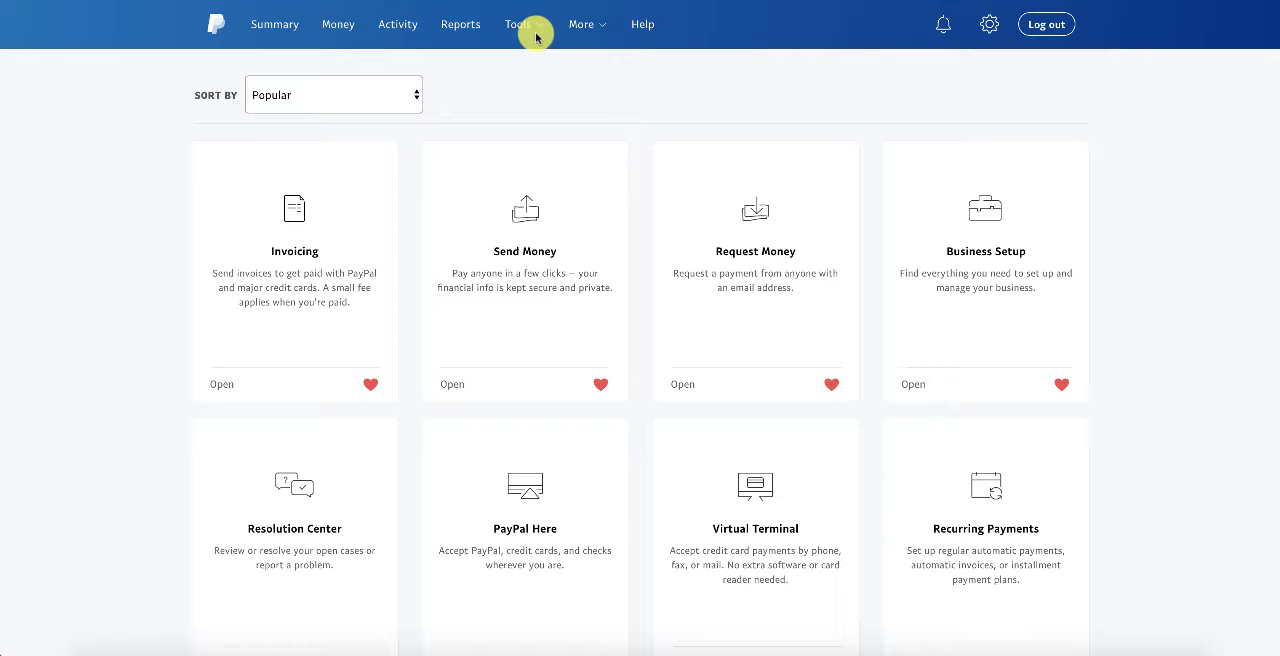 Summary Money Activity Reports Tools More Help Log out
SORT BY Popular
Invoicing
Send invoices to get paid with PayPal
and major credit cards. A small fee
applies when you're paid.
Open
Send Money
Pay anyone in a few clicks – your
financial info is kept secure and private.
Open
Request Money
Request a payment from anyone with
an email address.
Open
Business Setup
Find everything you need to set up and
manage your business.
Open
Resolution Center
Review or resolve your open cases or
report a problem.
PayPal Here
Accept PayPal, credit cards, and checks
wherever you are.
Virtual Terminal
Accept credit card payments by phone,
fax, or mail. No extra software or card
reader needed.
Recurring Payments
Set up regular automatic payments,
automatic invoices, or installment
payment plans.